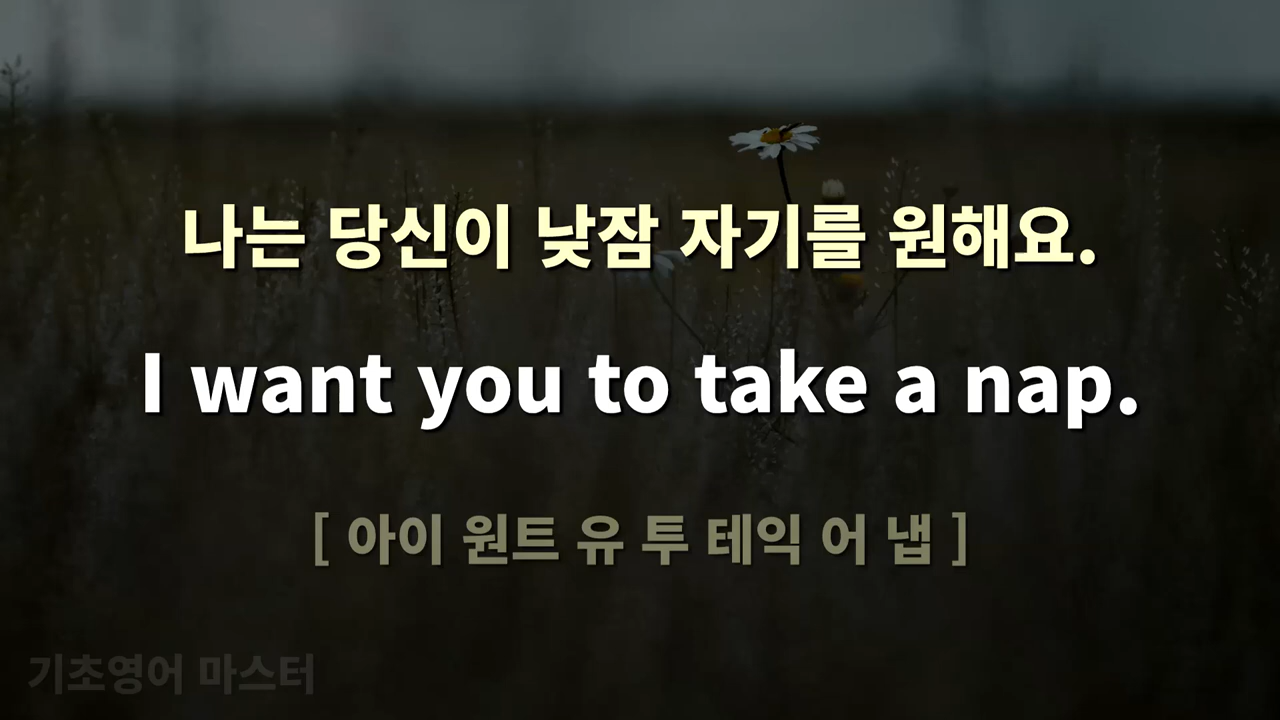 나는 당신이 낮잠 자기를 원해요.
I want you to take a nap.
[ 아이 원트 유 투 테익 어 냅 ]
기초영어 마스터